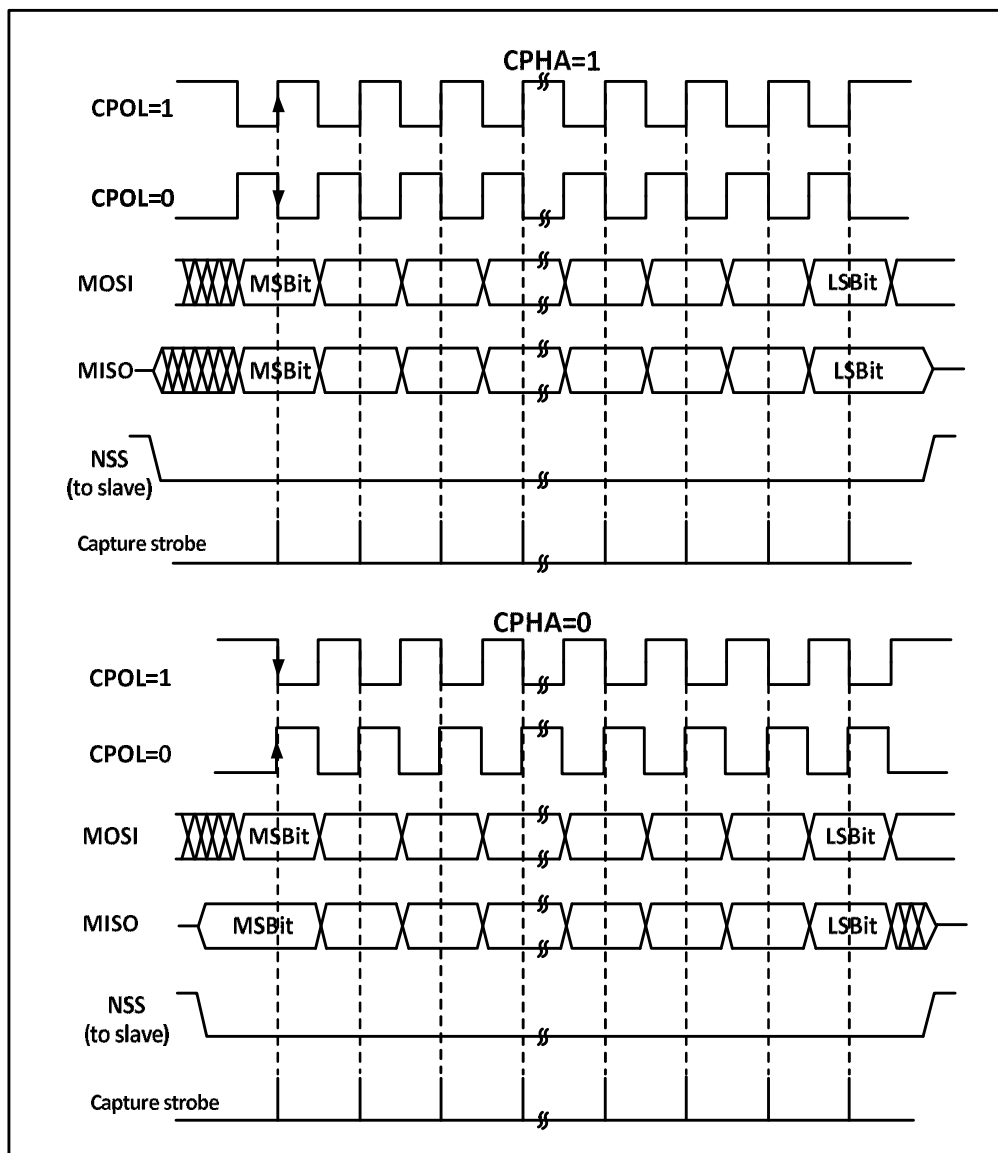 CPHA=1
CPOL=1
CPOL=0
MOSI
MSBit
LSBit
MISO
MSBit
LSBit
NSS
(to slave)
Capture strobe
CPHA=0
CPOL=1
CPOL=0
MOSI
MSBit
LSBit
MISO
MSBit
LSBit
NSS
(to slave)
Capture strobe